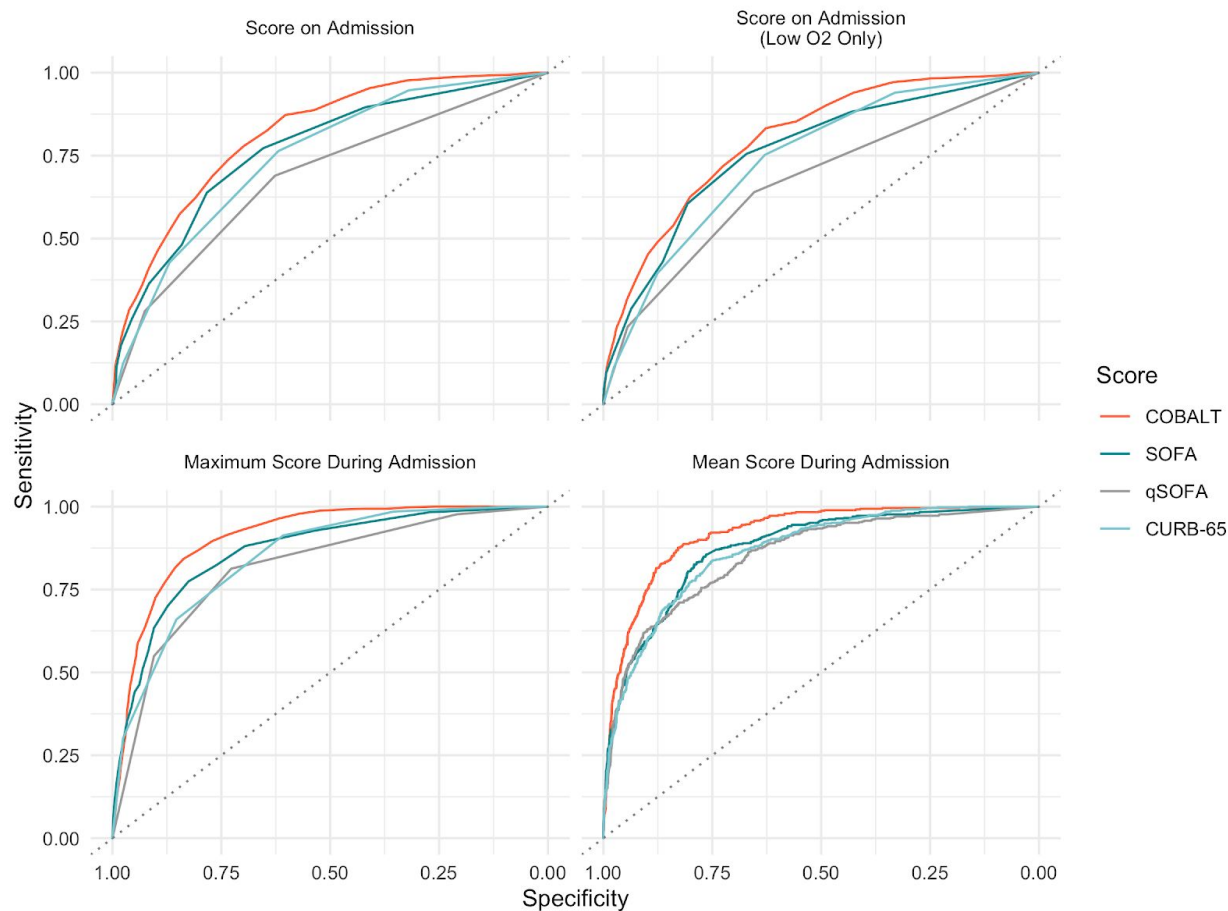 Score on Admission
Score on Admission
(Low O2 Only)
1.00
0.75
0.50
0.25
0.00
Maximum Score During Admission
Mean Score During Admission
1.00
0.75
0.50
0.25
0.00
1.00 0.75 0.50 0.25 0.00
1.00 0.75 0.50 0.25 0.00
Sensitivity
Specificity
Score
COBALT
SOFA
qSOFA
CURB-65